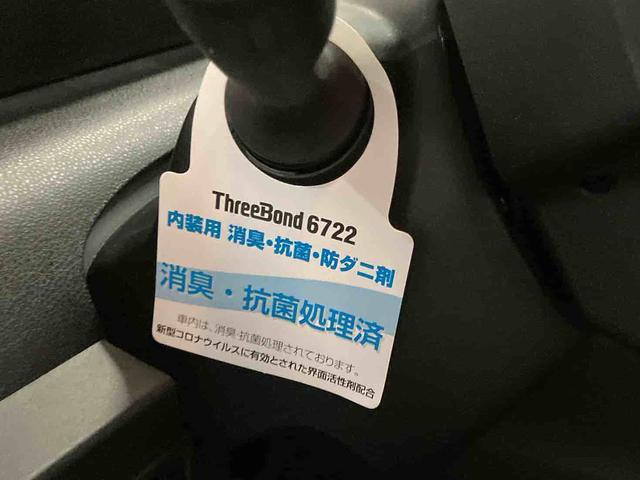 ThreeBond 6722
内装用 消臭・抗菌・防ダニ剤
消臭・抗菌処理済
車内は、消臭・抗菌処理されております。
新型コロナウイルスに有効とされた界面活性剤配合